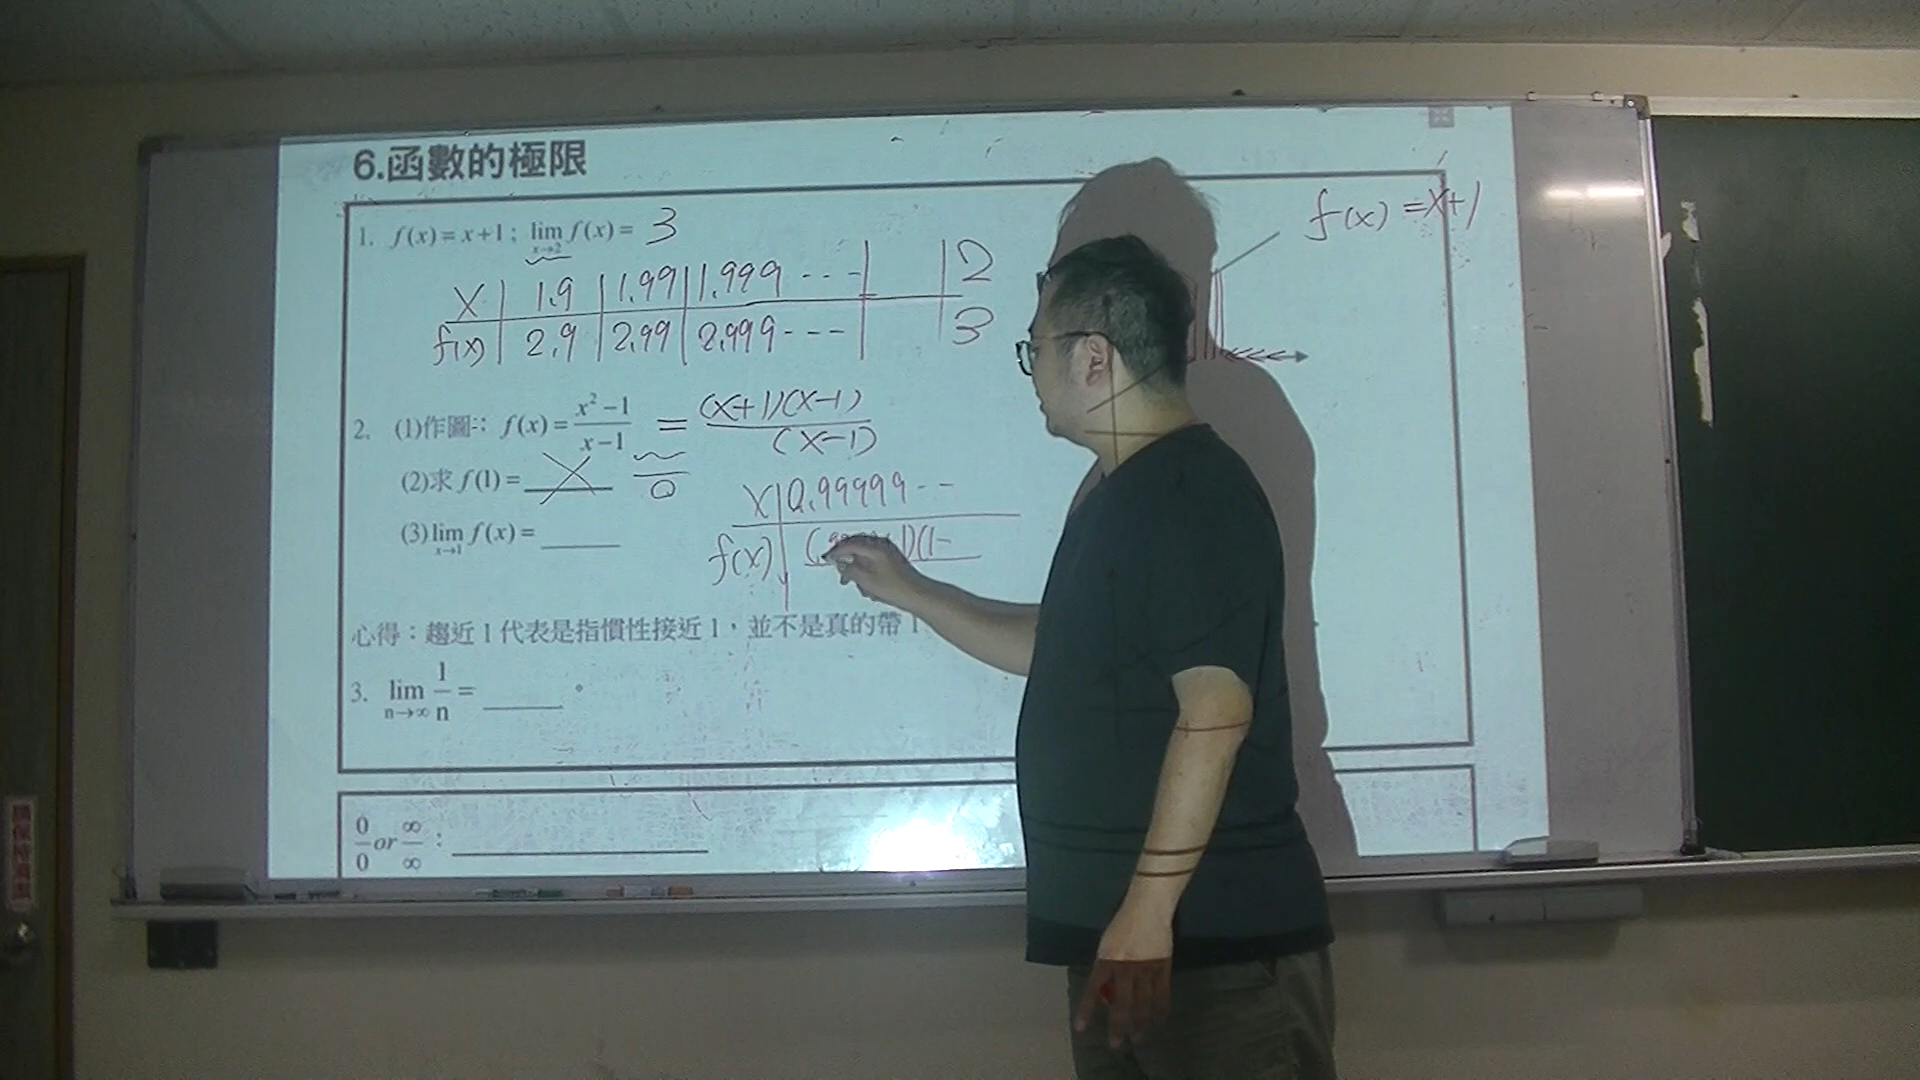 6.函數的極限
f(x) = x+1
1. f(x) = x+1 ; lim x→2 f(x) = 3
x | 1.9 | 1.99 | 1.999 --- | | 2
f(x) | 2.9 | 2.99 | 2.999 --- | | 3
2. (1)作圖: f(x) = x²−1 / x−1 = (x+1)(x−1) / (x−1)
(2)求 f(1) = X / 0
x | 0.99999 --
(3) lim x→1 f(x) = ____
f(x)
心得：趨近 1 代表是指慣性接近 1，並不是真的帶 1
3. lim n→∞ 1/n = ____ 。
0/0 or ∞/∞ : ____